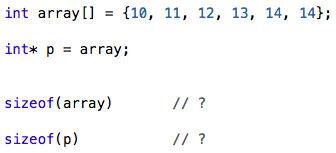 int array[] = {10, 11, 12, 13, 14, 14};
int* p = array;
sizeof(array) // ?
sizeof(p) // ?